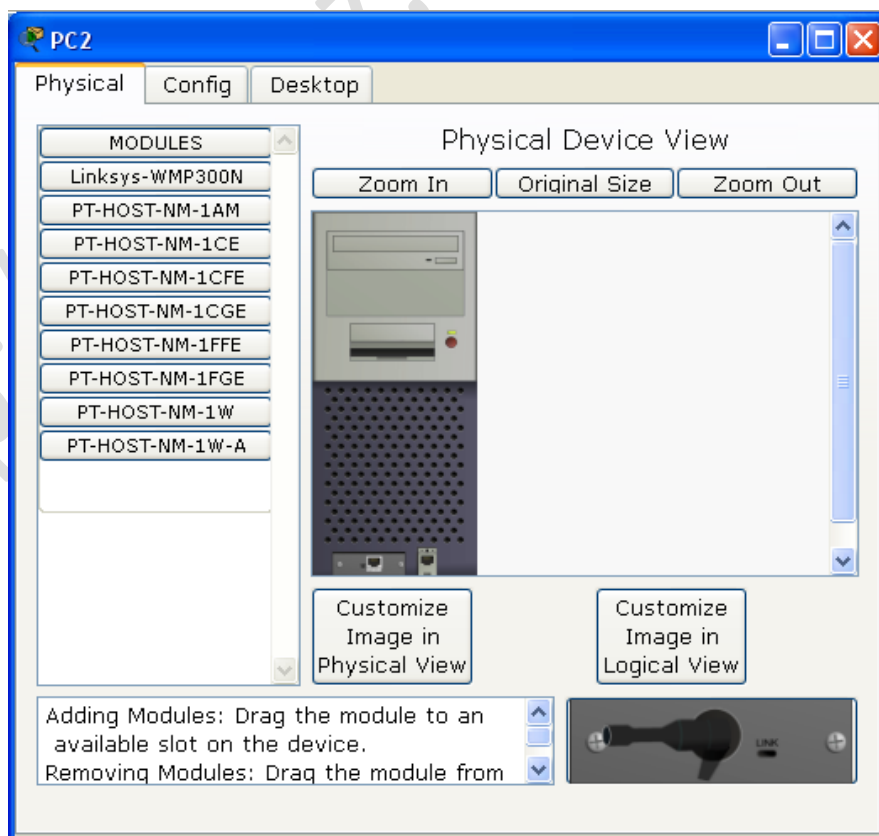 PC2
Physical
Config
Desktop
MODULES
Linksys-WMP300N
PT-HOST-NM-1AM
PT-HOST-NM-1CE
PT-HOST-NM-1CFE
PT-HOST-NM-1CGE
PT-HOST-NM-1FFE
PT-HOST-NM-1FGE
PT-HOST-NM-1W
PT-HOST-NM-1W-A
Physical Device View
Zoom In
Original Size
Zoom Out
Customize
Image in
Physical View
Customize
Image in
Logical View
Adding Modules: Drag the module to an
available slot on the device.
Removing Modules: Drag the module from
LINK